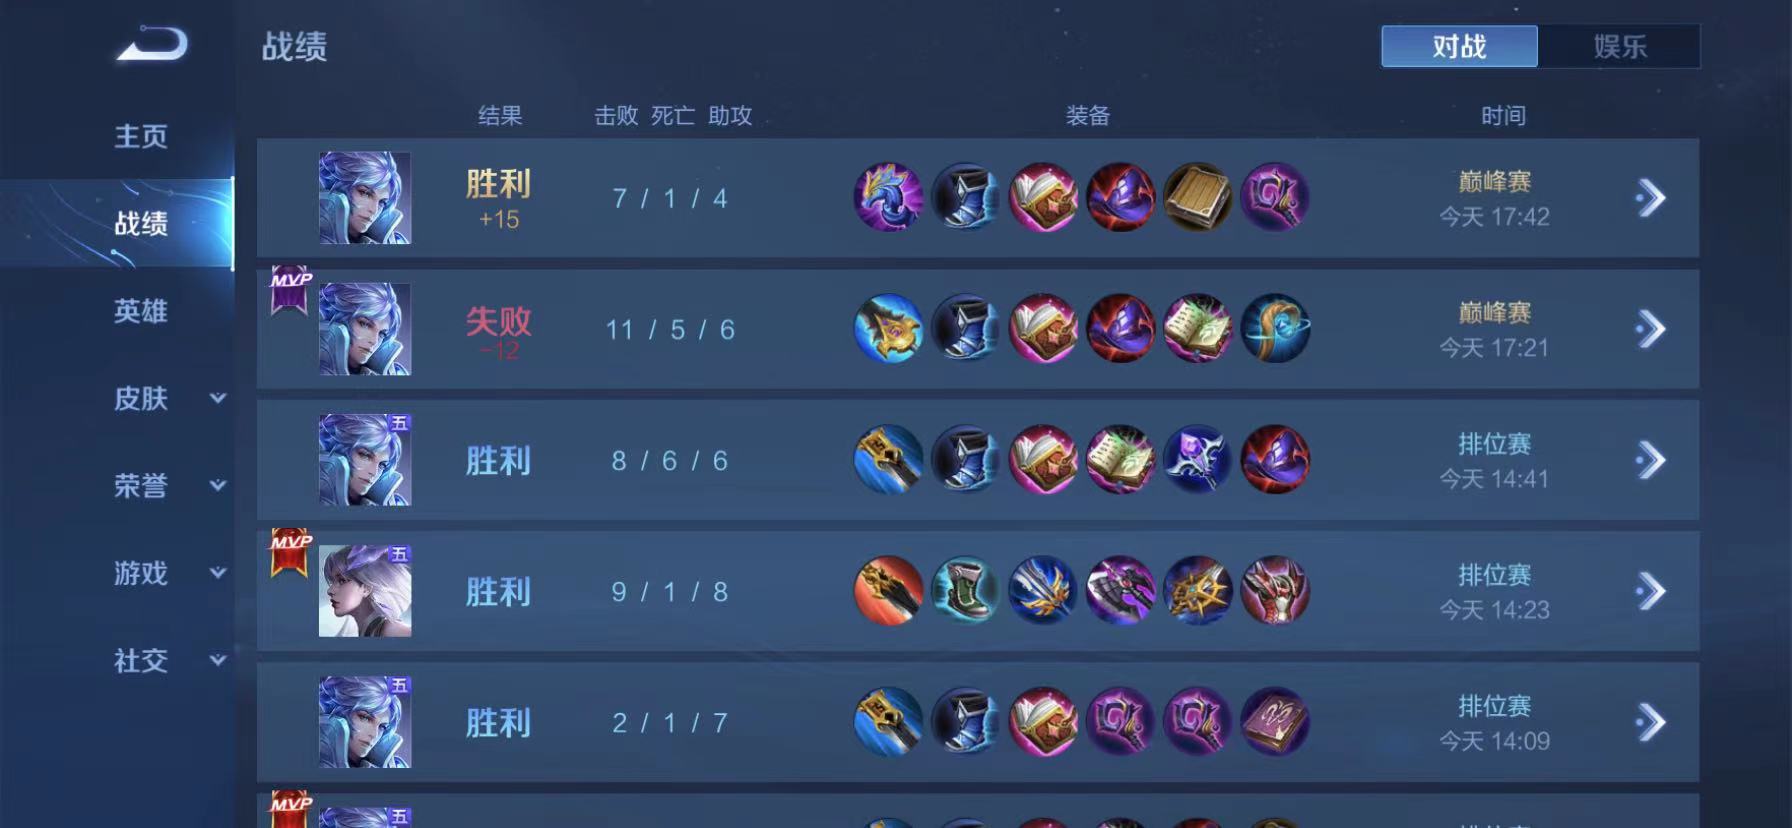 战绩
对战
娱乐
主页
战绩
英雄
皮肤
荣誉
游戏
社交
结果
击败 死亡 助攻
装备
时间
胜利
+15
7 / 1 / 4
巅峰赛
今天 17:42
MVP
失败
-12
11 / 5 / 6
巅峰赛
今天 17:21
五
胜利
8 / 6 / 6
排位赛
今天 14:41
MVP
五
胜利
9 / 1 / 8
排位赛
今天 14:23
五
胜利
2 / 1 / 7
排位赛
今天 14:09
MVP
五